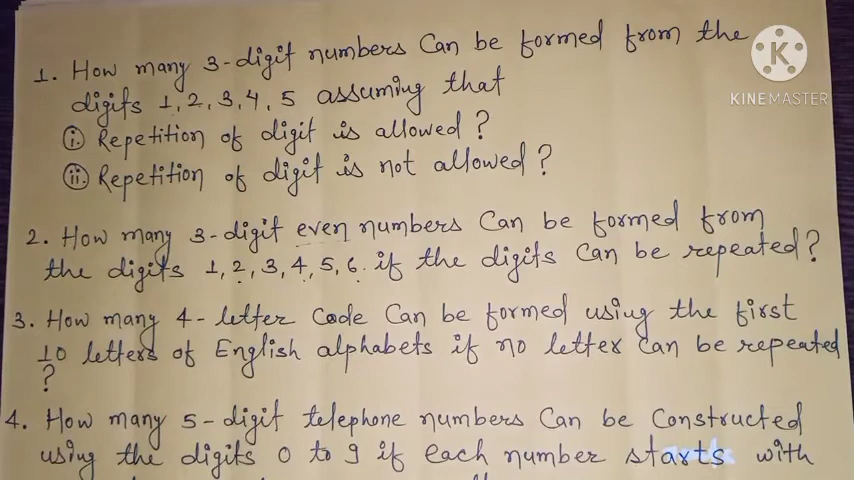 1. How many 3-digit numbers Can be formed from the
digits 1, 2, 3, 4, 5 assuming that
i. Repetition of digit is allowed?
ii. Repetition of digit is not allowed?
2. How many 3-digit even numbers Can be formed from
the digits 1, 2, 3, 4, 5, 6. if the digits Can be repeated?
3. How many 4-letter Code Can be formed using the first
10 letters of English alphabets if no letter Can be repeated
?
4. How many 5-digit telephone numbers Can be Constructed
using the digits 0 to 9 if each number starts with
K
KINEMASTER